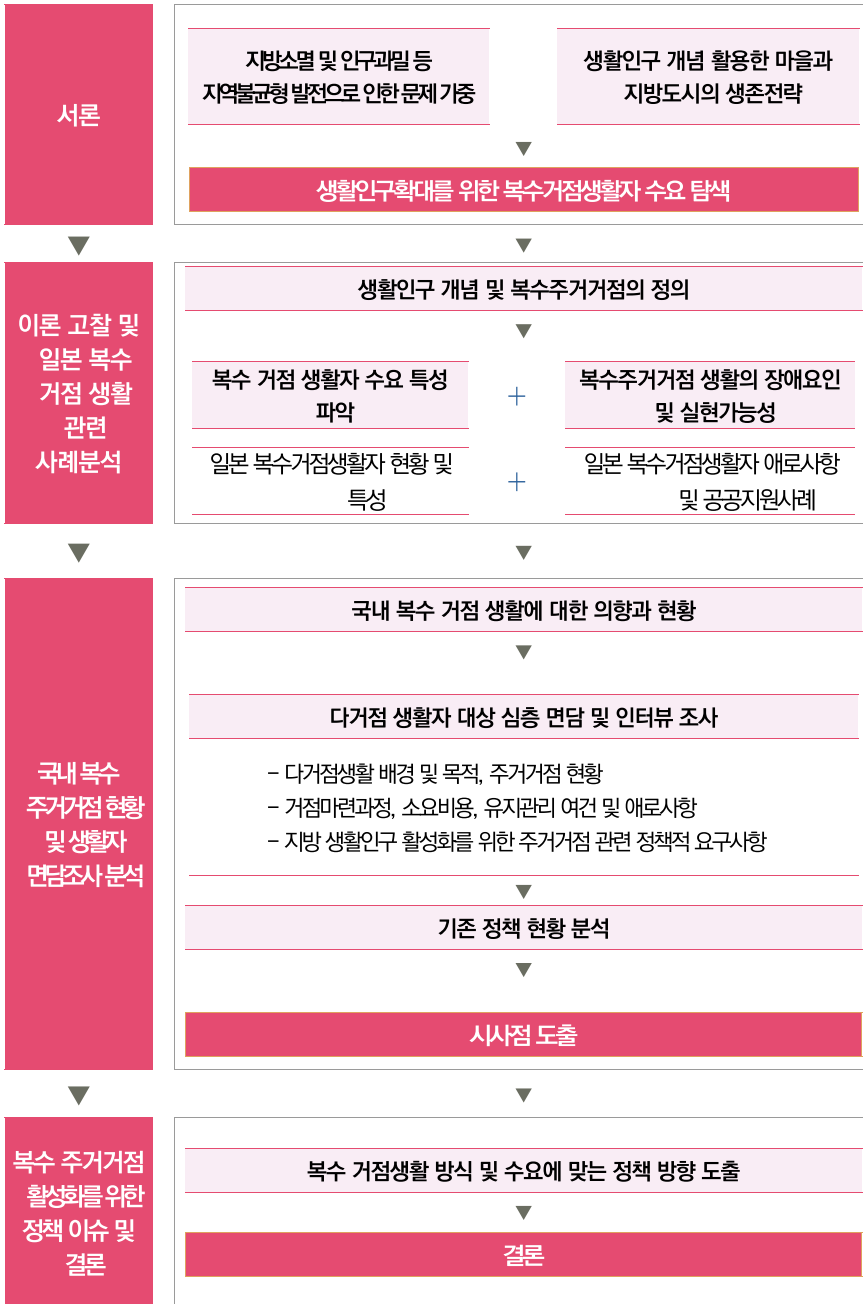 서론
지방소멸 및 인구과밀 등
지역불균형 발전으로 인한 문제 가중
생활인구 개념 활용한 마을과
지방도시의 생존전략
▼
생활인구확대를 위한 복수거점생활자 수요 탐색
▼
▼
이론 고찰 및
일본 복수
거점 생활
관련
사례분석
생활인구 개념 및 복수주거거점의 정의
▼
복수 거점 생활자 수요 특성
파악
+
복수주거거점 생활의 장애요인
및 실현가능성
일본 복수거점생활자 현황 및
특성
+
일본 복수거점생활자 애로사항
및 공공지원사례
▼
▼
국내 복수
주거거점 현황
및 생활자
면담조사 분석
국내 복수 거점 생활에 대한 의향과 현황
▼
다거점 생활자 대상 심층 면담 및 인터뷰 조사
– 다거점생활 배경 및 목적, 주거거점 현황
– 거점마련과정, 소요비용, 유지관리 여건 및 애로사항
– 지방 생활인구 활성화를 위한 주거거점 관련 정책적 요구사항
▼
기존 정책 현황 분석
▼
시사점 도출
▼
▼
복수 주거거점
활성화를 위한
정책 이슈 및
결론
복수 거점생활 방식 및 수요에 맞는 정책 방향 도출
▼
결론